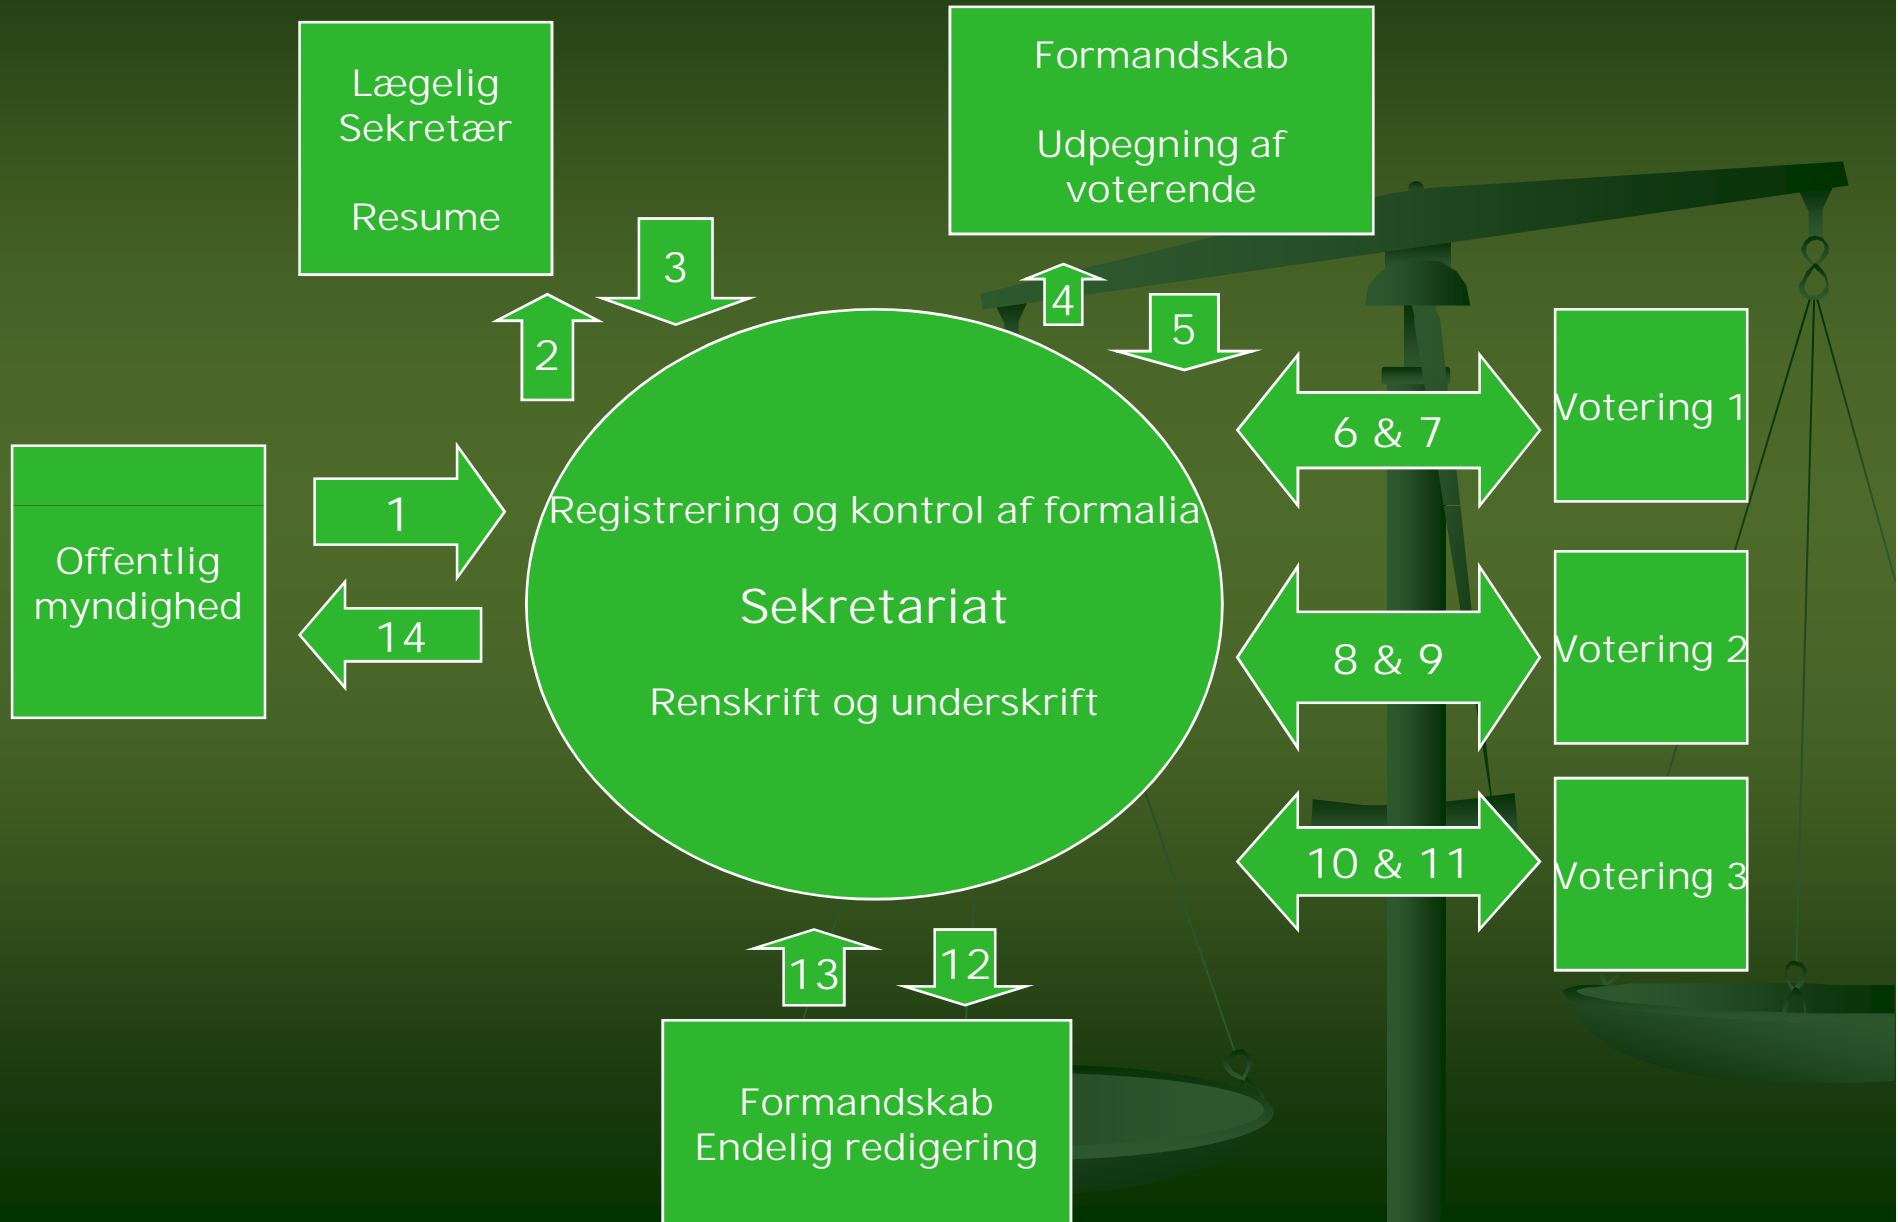 Lægelig
Sekretær
Resume
Formandskab
Udpegning af
voterende
3
4
5
2
6 & 7
Votering 1
Offentlig
myndighed
1
14
Registrering og kontrol af formalia
Sekretariat
Renskrift og underskrift
8 & 9
Votering 2
10 & 11
Votering 3
13
12
Formandskab
Endelig redigering